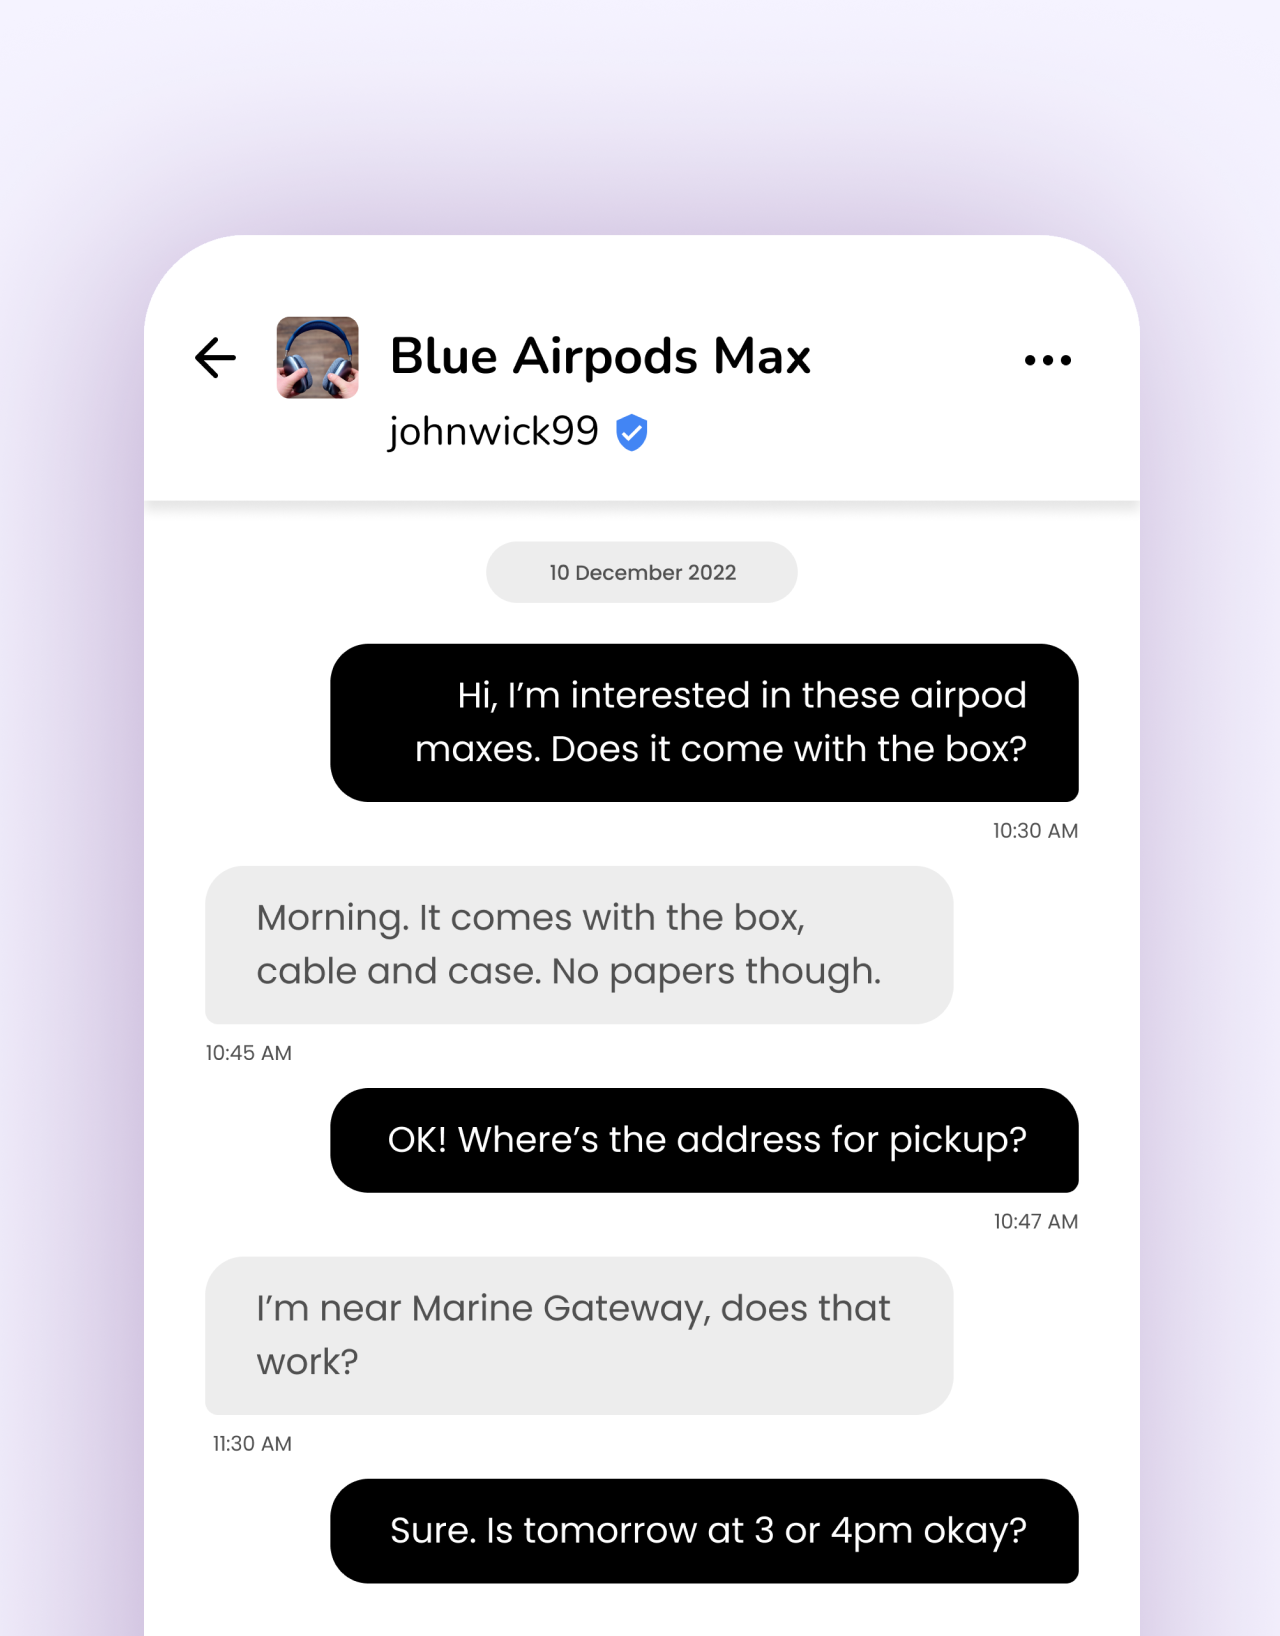 Blue Airpods Max
johnwick99
10 December 2022
Hi, I’m interested in these airpod
maxes. Does it come with the box?
10:30 AM
Morning. It comes with the box,
cable and case. No papers though.
10:45 AM
OK! Where’s the address for pickup?
10:47 AM
I’m near Marine Gateway, does that
work?
11:30 AM
Sure. Is tomorrow at 3 or 4pm okay?